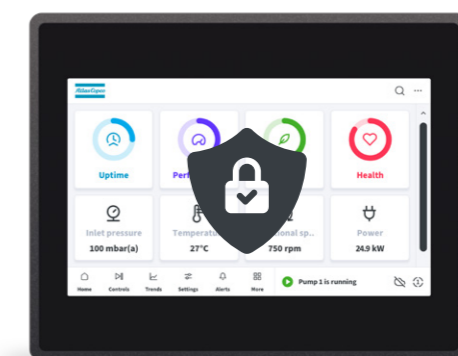 Atlas Copco
Uptime
Health
Inlet pressure
100 mbar(a)
27°C
750 rpm
Power
24.9 kW
Home
Controls
Trends
Settings
Alerts
More
Pump 1 is running